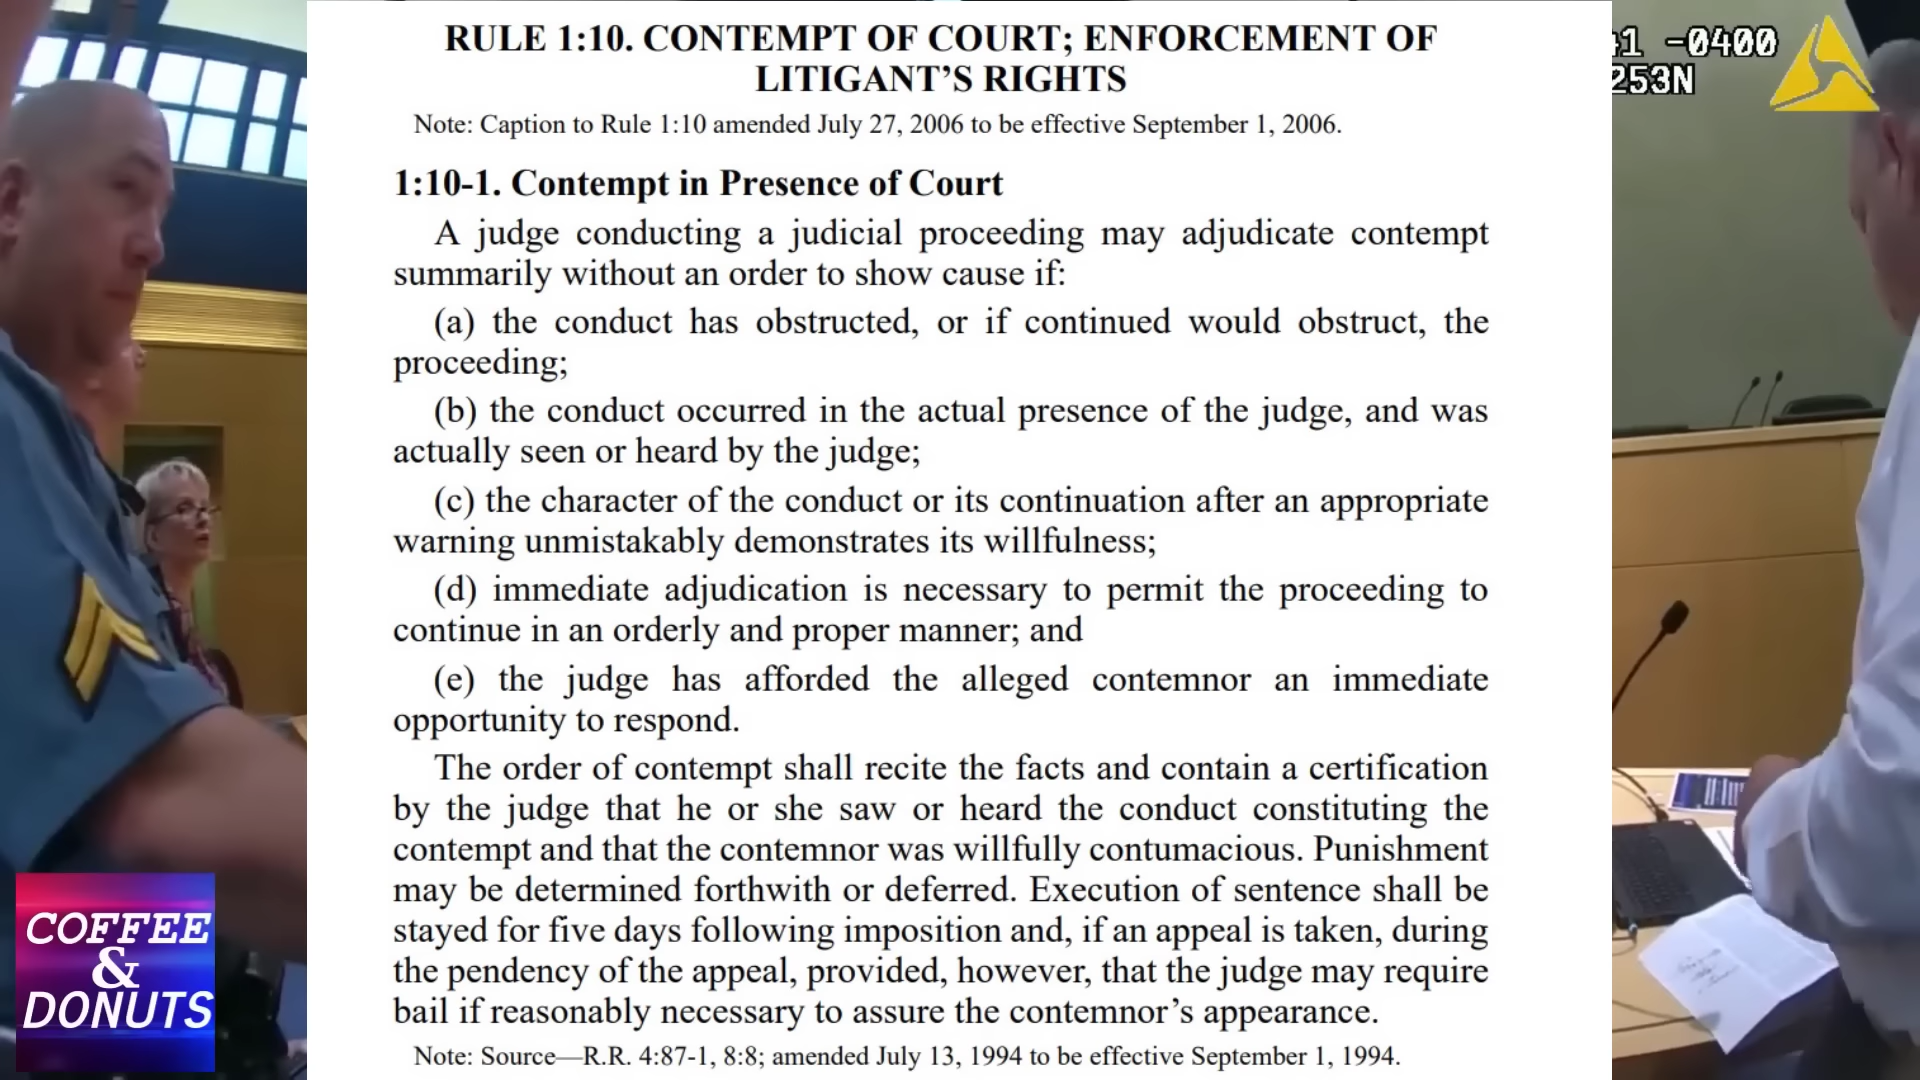 RULE 1:10. CONTEMPT OF COURT; ENFORCEMENT OF
LITIGANT’S RIGHTS
Note: Caption to Rule 1:10 amended July 27, 2006 to be effective September 1, 2006.
1:10-1. Contempt in Presence of Court
A judge conducting a judicial proceeding may adjudicate contempt
summarily without an order to show cause if:
(a) the conduct has obstructed, or if continued would obstruct, the
proceeding;
(b) the conduct occurred in the actual presence of the judge, and was
actually seen or heard by the judge;
(c) the character of the conduct or its continuation after an appropriate
warning unmistakably demonstrates its willfulness;
(d) immediate adjudication is necessary to permit the proceeding to
continue in an orderly and proper manner; and
(e) the judge has afforded the alleged contemnor an immediate
opportunity to respond.
The order of contempt shall recite the facts and contain a certification
by the judge that he or she saw or heard the conduct constituting the
contempt and that the contemnor was willfully contumacious. Punishment
may be determined forthwith or deferred. Execution of sentence shall be
stayed for five days following imposition and, if an appeal is taken, during
the pendency of the appeal, provided, however, that the judge may require
bail if reasonably necessary to assure the contemnor’s appearance.
Note: Source—R.R. 4:87-1, 8:8; amended July 13, 1994 to be effective September 1, 1994.
1 -0400
253N
COFFEE
&
DONUTS